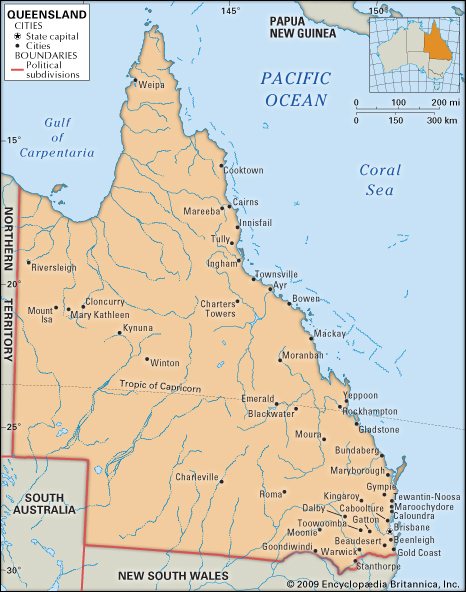 QUEENSLAND
CITIES
State capital
Cities
BOUNDARIES
Political
subdivisions
145°
150°
PAPUA
NEW GUINEA
0 100 200 mi
0 150 300 km
PACIFIC
OCEAN
Weipa
Gulf
of
Carpentaria
15°
Coral
Sea
Cooktown
Cairns
Mareeba
Innisfail
Tully
Ingham
NORTHERN
TERRITORY
Riversleigh
Townsville
Ayr
Bowen
Charters
Towers
Cloncurry
Mount
Isa
Mary Kathleen
Kynuna
Mackay
Winton
Moranbah
Tropic of Capricorn
Yeppoon
Emerald
Rockhampton
Blackwater
Gladstone
25°
Moura
Bundaberg
Maryborough
Charleville
Gympie
Roma
Kingaroy
Tewantin-Noosa
Maroochydore
Dalby
Caboolture
Caloundra
Toowoomba
Gatton
Brisbane
Moonie
Beaudesert
Beenleigh
Goondiwindi
Warwick
Gold Coast
Stanthorpe
SOUTH
AUSTRALIA
30°
NEW SOUTH WALES
© 2009 Encyclopædia Britannica, Inc.